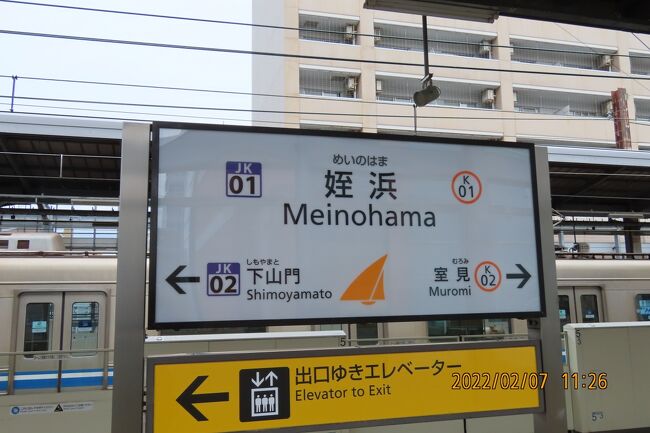 めいのはま
JK 01 姪浜 K 01
Meinohama
しもやまと むろみ
JK 02 下山門 室見 K 02
Shimoyamato Muromi
出口ゆきエレベーター
Elevator to Exit
2022/02/07 11:26